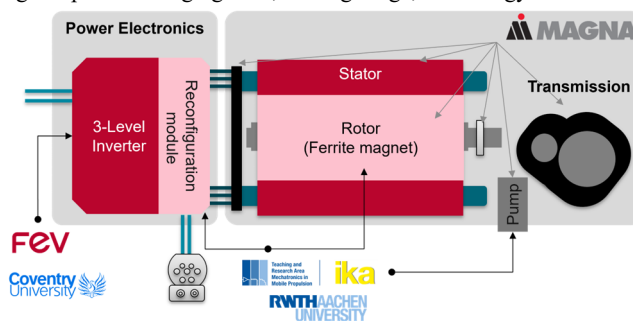 Power Electronics
MAGNA
Stator
Transmission
3-Level
Inverter
Reconfiguration
module
Rotor
(Ferrite magnet)
Pump
FEV
Coventry
University
Teaching and
Research Area
Mechatronics in
Mobile Propulsion
ika
RWTHAACHEN
UNIVERSITY